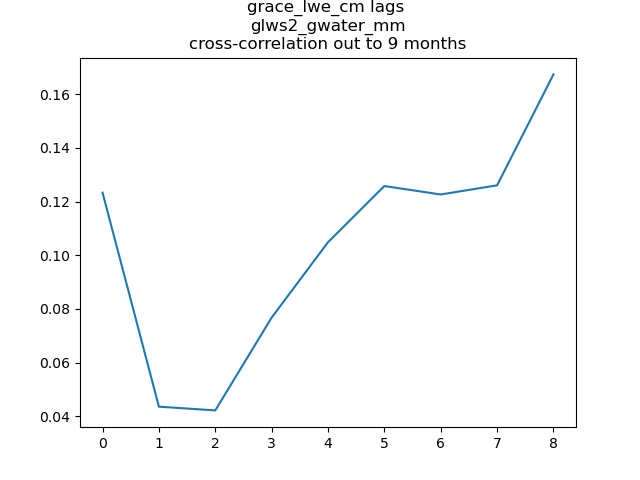 grace_lwe_cm lags
glws2_gwater_mm
cross-correlation out to 9 months
0.16
0.14
0.12
0.10
0.08
0.06
0.04
0 1 2 3 4 5 6 7 8